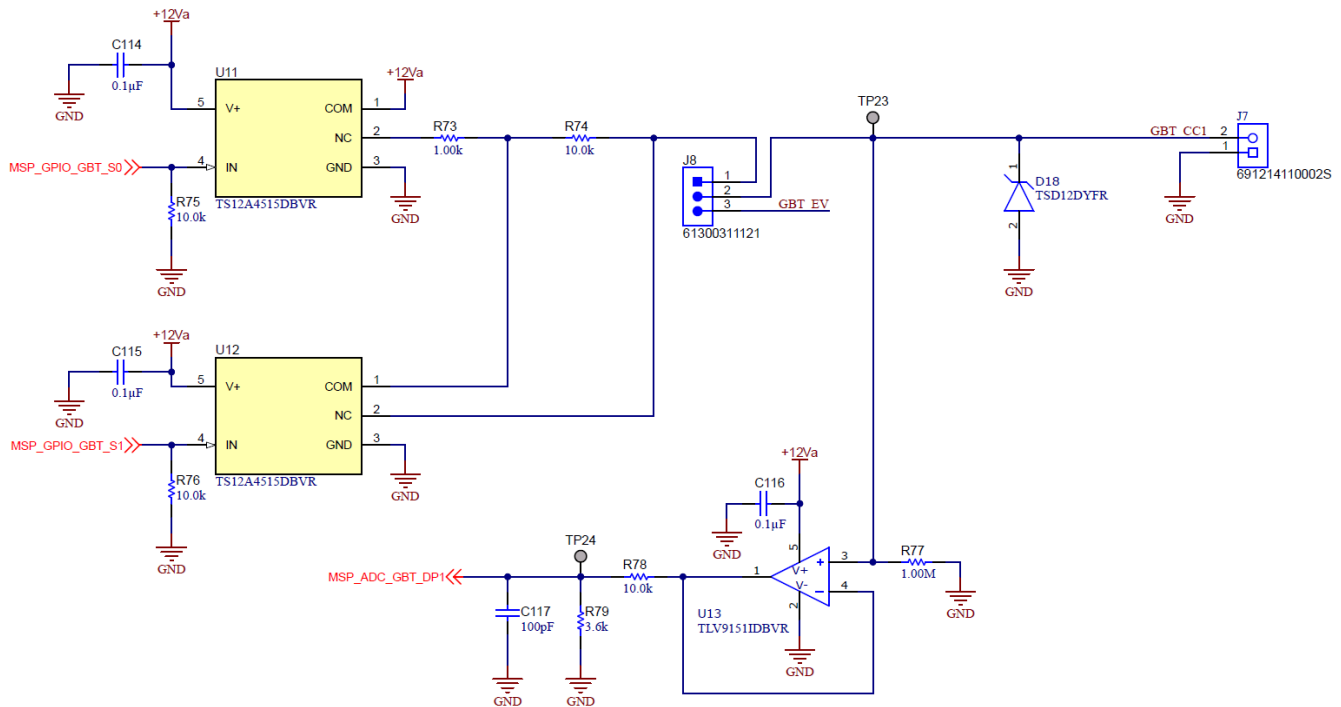 +12Va
C114
0.1µF
GND
U11
5
V+
COM
1
+12Va
NC
2
R73
1.00k
R74
10.0k
MSP_GPIO_GBT_S0
4
IN
GND
3
GND
TS12A4515DBVR
R75
10.0k
GND
TP23
J8
1
2
3
GBT_EV
61300311121
1
D18
TSD12DYFR
2
GND
GBT_CC1
J7
2
1
691214110002S
GND
+12Va
C115
0.1µF
GND
U12
5
V+
COM
1
NC
2
MSP_GPIO_GBT_S1
4
IN
GND
3
GND
TS12A4515DBVR
R76
10.0k
GND
+12Va
C116
0.1µF
GND
5
V+
V-
2
+
3
-
4
1
R77
1.00M
GND
U13
TLV9151IDBVR
GND
TP24
MSP_ADC_GBT_DP1
R78
10.0k
C117
100pF
GND
R79
3.6k
GND